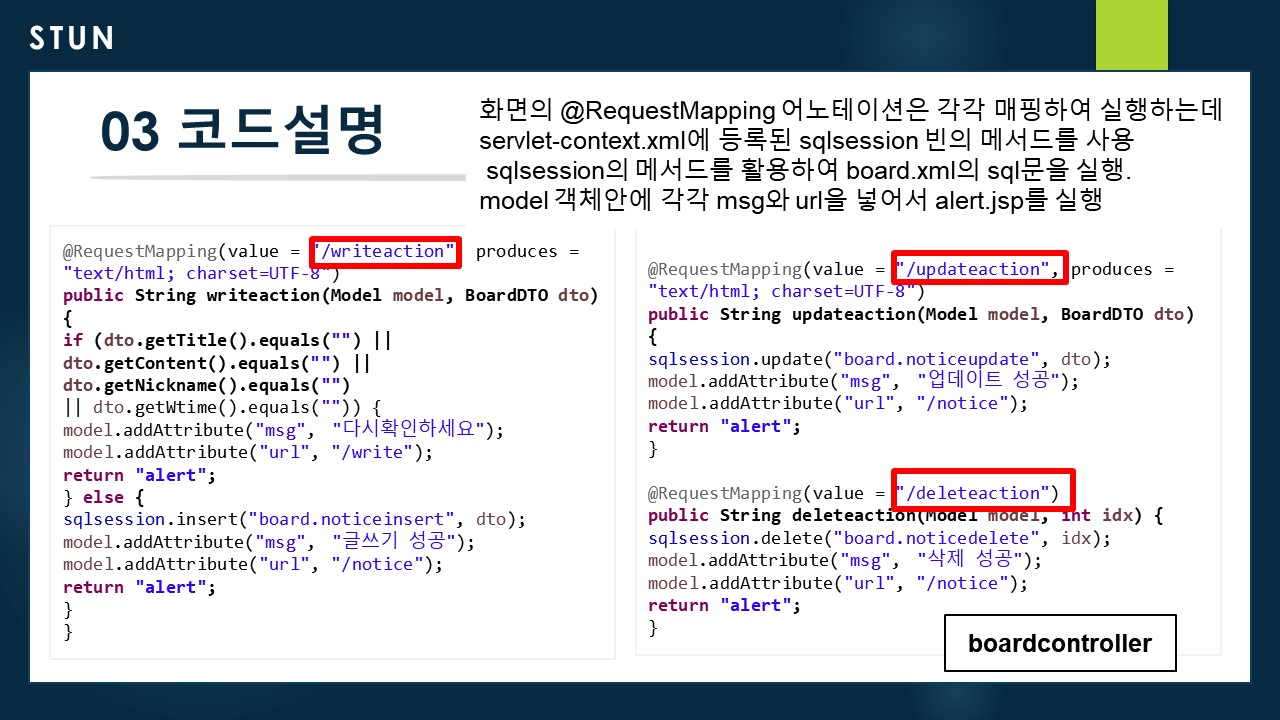 STUN
03 코드설명
화면의 @RequestMapping 어노테이션은 각각 매핑하여 실행하는데
servlet-context.xml에 등록된 sqlsession 빈의 메서드를 사용
sqlsession의 메서드를 활용하여 board.xml의 sql문을 실행.
model 객체안에 각각 msg와 url을 넣어서 alert.jsp를 실행
@RequestMapping(value = "/writeaction" produces =
"text/html; charset=UTF-8")
public String writeaction(Model model, BoardDTO dto)
{
if (dto.getTitle().equals("") ||
dto.getContent().equals("") ||
dto.getNickname().equals("")
|| dto.getWtime().equals("")) {
model.addAttribute("msg", "다시확인하세요");
model.addAttribute("url", "/write");
return "alert";
} else {
sqlsession.insert("board.noticeinsert", dto);
model.addAttribute("msg", "글쓰기 성공");
model.addAttribute("url", "/notice");
return "alert";
}
}
@RequestMapping(value = "/updateaction", produces =
"text/html; charset=UTF-8")
public String updateaction(Model model, BoardDTO dto)
{
sqlsession.update("board.noticeupdate", dto);
model.addAttribute("msg", "업데이트 성공");
model.addAttribute("url", "/notice");
return "alert";
}
@RequestMapping(value = "/deleteaction")
public String deleteaction(Model model, int idx) {
sqlsession.delete("board.noticedelete", idx);
model.addAttribute("msg", "삭제 성공");
model.addAttribute("url", "/notice");
return "alert";
}
boardcontroller